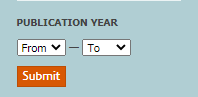 PUBLICATION YEAR
From — To
Submit